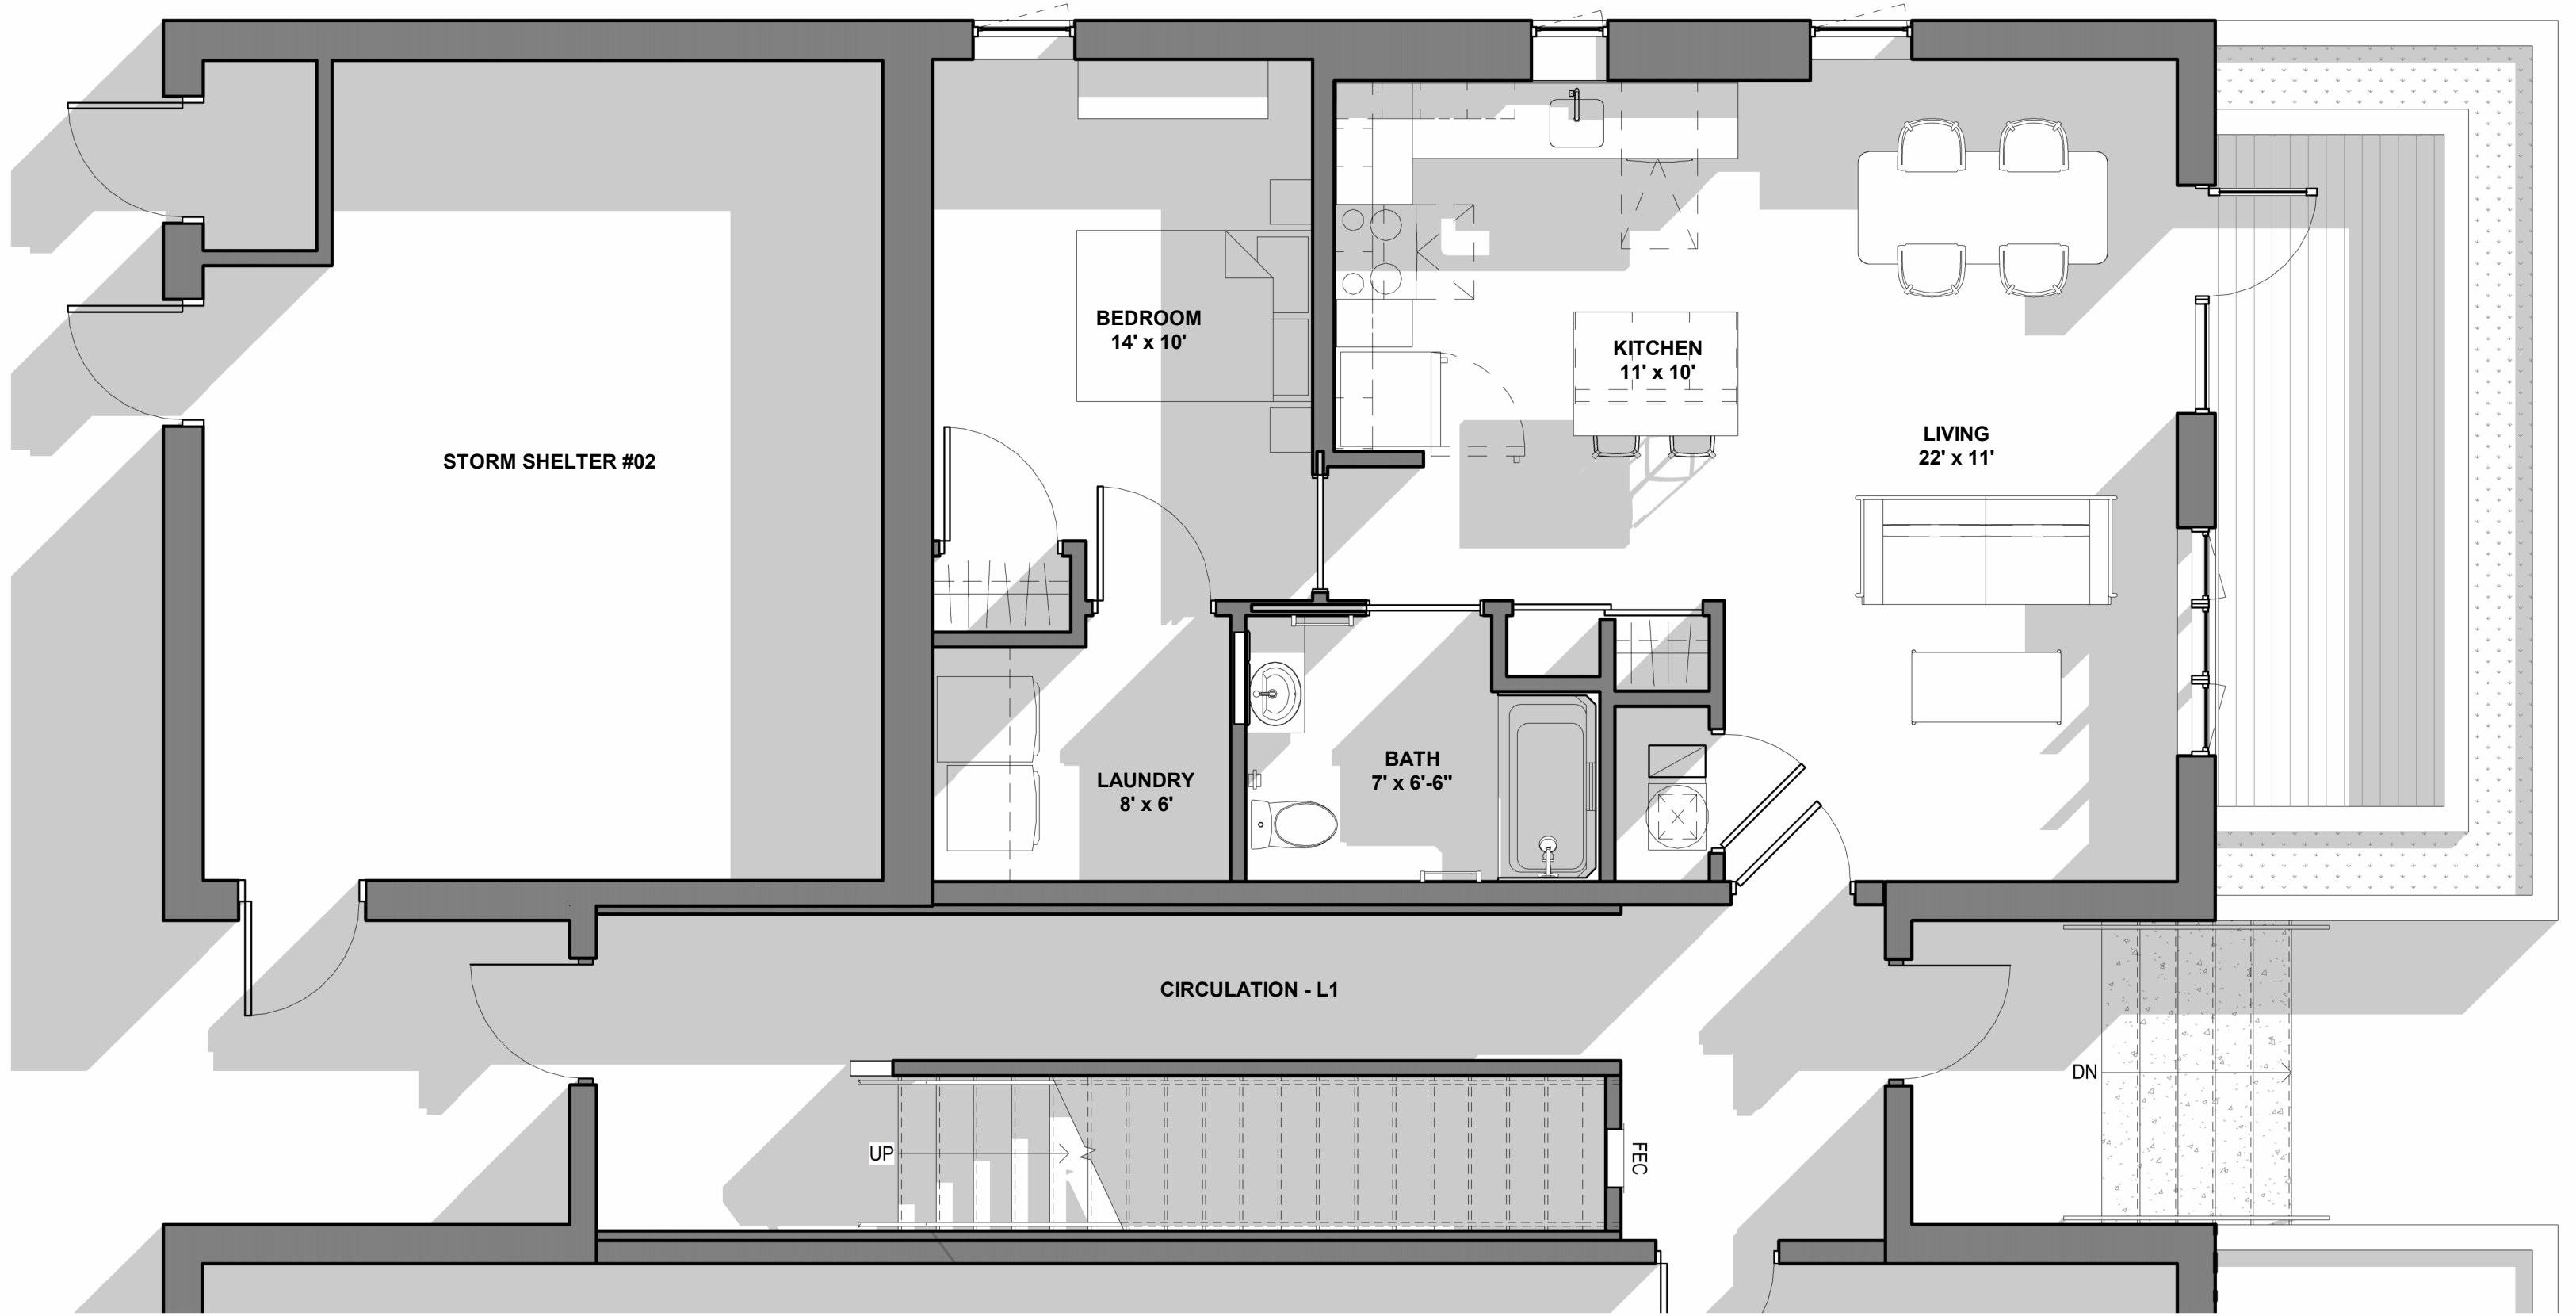 BEDROOM
14' x 10'
KITCHEN
11' x 10'
LIVING
22' x 11'
STORM SHELTER #02
LAUNDRY
8' x 6'
BATH
7' x 6'-6"
CIRCULATION - L1
DN
UP
FEC